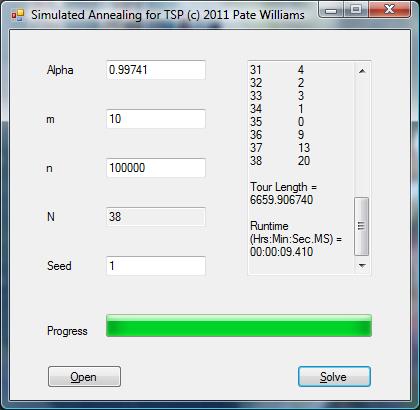 Simulated Annealing for TSP (c) 2011 Pate Williams
Alpha 0.99741
m 10
n 100000
N 38
Seed 1
31 4
32 2
33 3
34 1
35 0
36 9
37 13
38 20
Tour Length =
6659.906740
Runtime
(Hrs:Min:Sec.MS) =
00:00:09.410
Progress
Open Solve